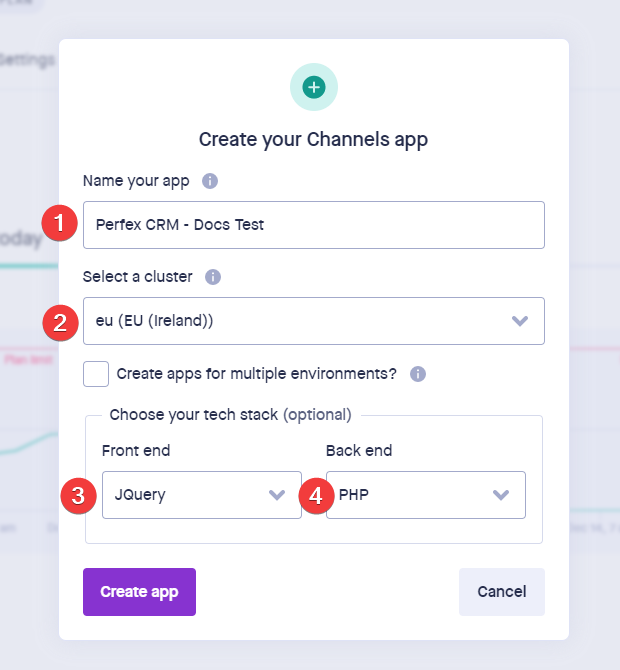 Settings
Create your Channels app
Name your app
1
Perfex CRM - Docs Test
today
Select a cluster
2
eu (EU (Ireland))
Plan limit
Create apps for multiple environments?
Choose your tech stack (optional)
Front end Back end
3 JQuery 4 PHP
Create app Cancel